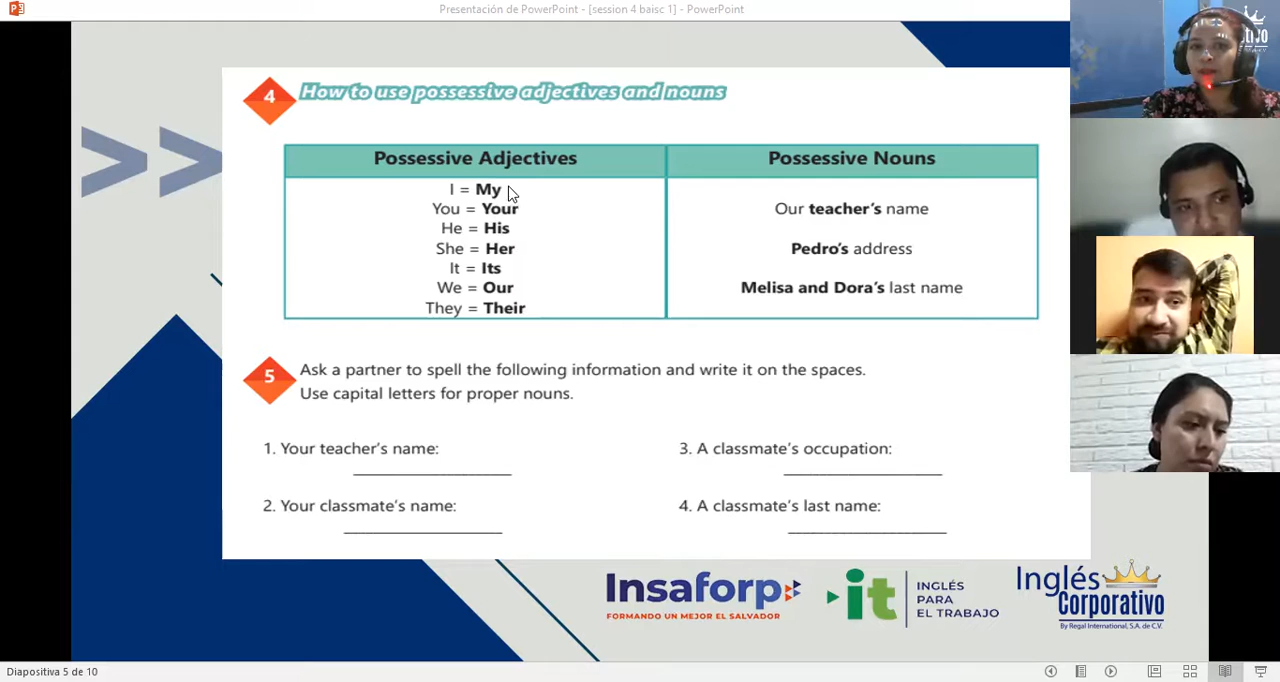 Presentación de PowerPoint - [session 4 baisc 1] - PowerPoint
4
How to use possessive adjectives and nouns
Possessive Adjectives
Possessive Nouns
I = My
You = Your
He = His
She = Her
It = Its
We = Our
They = Their
Our teacher's name
Pedro's address
Melisa and Dora's last name
5
Ask a partner to spell the following information and write it on the spaces.
Use capital letters for proper nouns.
1. Your teacher's name:
3. A classmate's occupation:
2. Your classmate's name:
4. A classmate's last name:
Insaforp
FORMANDO UN MEJOR EL SALVADOR
it
INGLÉS
PARA
EL TRABAJO
Inglés
Corporativo
By Regal International, S.A. de C.V.
Diapositiva 5 de 10